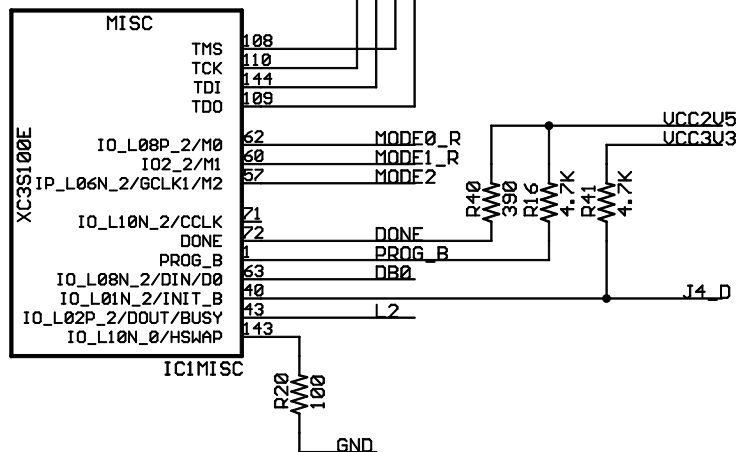 MISC
XC3S100E
TMS 108
TCK 110
TDI 144
TDO 109
VCC2V5
IO_L08P_2/M0 62 MODE0_R VCC3V3
IO2_2/M1 60 MODE1_R
IP_L06N_2/GCLK1/M2 57 MODE2
R40 390 R16 4.7K R41 4.7K
IO_L10N_2/CCLK 71
DONE 72 DONE
PROG_B 1 PROG_B
IO_L08N_2/DIN/D0 63 DB0
IO_L01N_2/INIT_B 40 J4_D
IO_L02P_2/DOUT/BUSY 43 L2
IO_L10N_0/HSWAP 143
IC1MISC
R20 100
GND